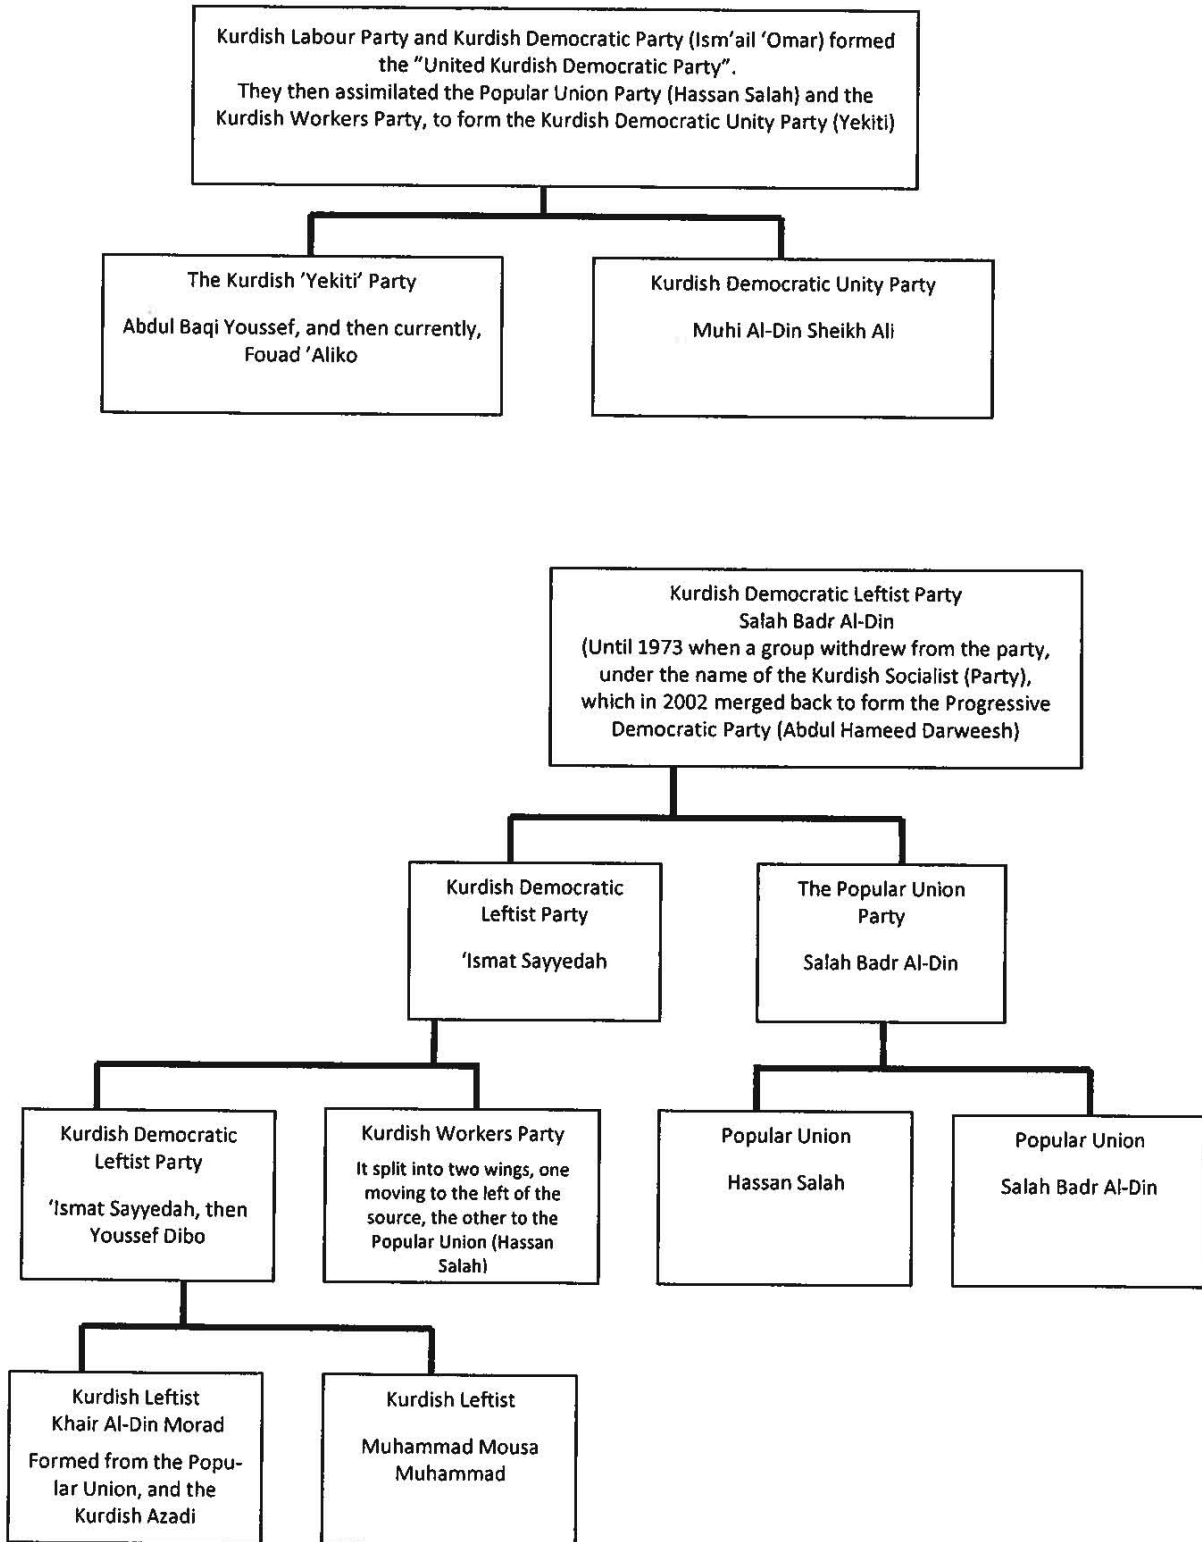 Kurdish Labour Party and Kurdish Democratic Party (Ism'ail 'Omar) formed
the "United Kurdish Democratic Party".
They then assimilated the Popular Union Party (Hassan Salah) and the
Kurdish Workers Party, to form the Kurdish Democratic Unity Party (Yekiti)
The Kurdish 'Yekiti' Party
Abdul Baqi Youssef, and then currently,
Fouad 'Aliko
Kurdish Democratic Unity Party
Muhi Al-Din Sheikh Ali
Kurdish Democratic Leftist Party
Salah Badr Al-Din
(Until 1973 when a group withdrew from the party,
under the name of the Kurdish Socialist (Party),
which in 2002 merged back to form the Progressive
Democratic Party (Abdul Hameed Darweesh)
Kurdish Democratic
Leftist Party
'Ismat Sayyedah
The Popular Union
Party
Salah Badr Al-Din
Kurdish Democratic
Leftist Party
'Ismat Sayyedah, then
Youssef Dibo
Kurdish Workers Party
It split into two wings, one
moving to the left of the
source, the other to the
Popular Union (Hassan
Salah)
Popular Union
Hassan Salah
Popular Union
Salah Badr Al-Din
Kurdish Leftist
Khair Al-Din Morad
Formed from the Popu-
lar Union, and the
Kurdish Azadi
Kurdish Leftist
Muhammad Mousa
Muhammad